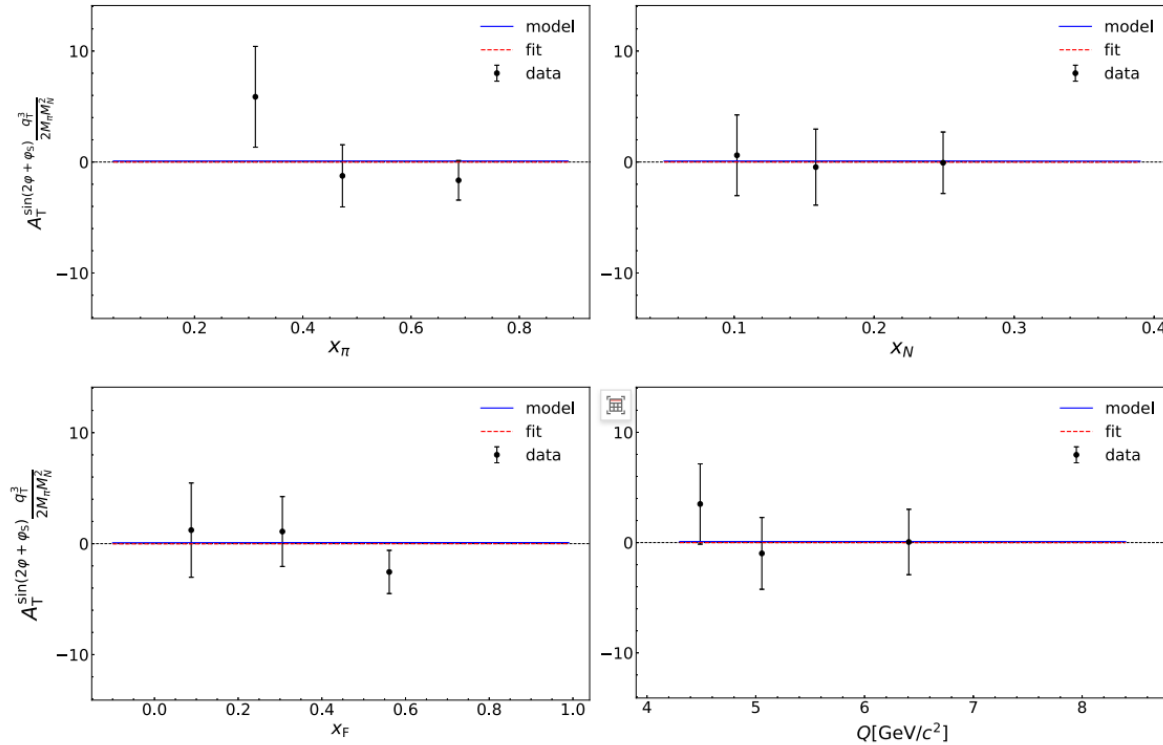 model
fit
data
10
0
−10
0.2 0.4 0.6 0.8
x_π
A_T^{sin(2φ + φ_S)} \frac{q_T^3}{2M_πM_N^2}
model
fit
data
10
0
−10
0.1 0.2 0.3 0.4
x_N
model
fit
data
10
0
−10
0.0 0.2 0.4 0.6 0.8 1.0
x_F
A_T^{sin(2φ + φ_S)} \frac{q_T^3}{2M_πM_N^2}
model
fit
data
10
0
−10
4 5 6 7 8
Q[GeV/c^2]